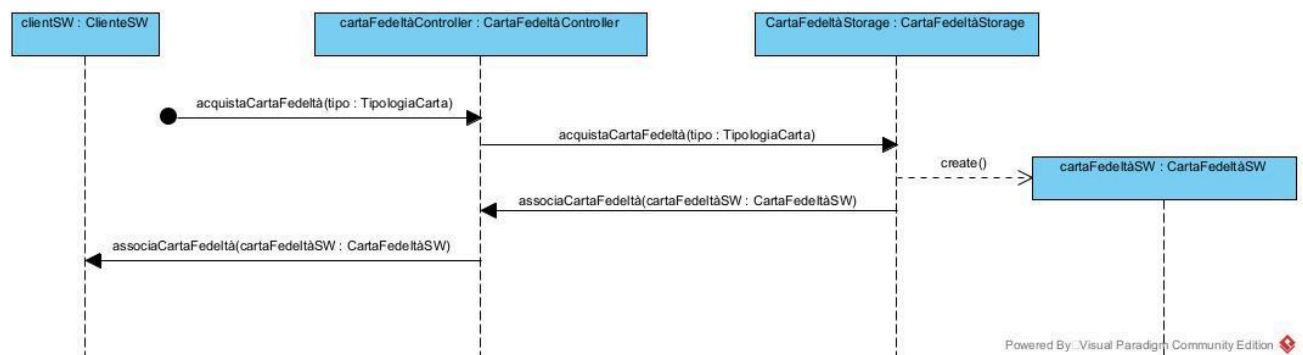 clientSW : ClienteSW
cartaFedeltàController : CartaFedeltàController
CartaFedeltàStorage : CartaFedeltàStorage
acquistaCartaFedeltà(tipo : TipologiaCarta)
acquistaCartaFedeltà(tipo : TipologiaCarta)
create()
cartaFedeltàSW : CartaFedeltàSW
associaCartaFedeltà(cartaFedeltàSW : CartaFedeltàSW)
associaCartaFedeltà(cartaFedeltàSW : CartaFedeltàSW)
Powered By Visual Paradigm Community Edition